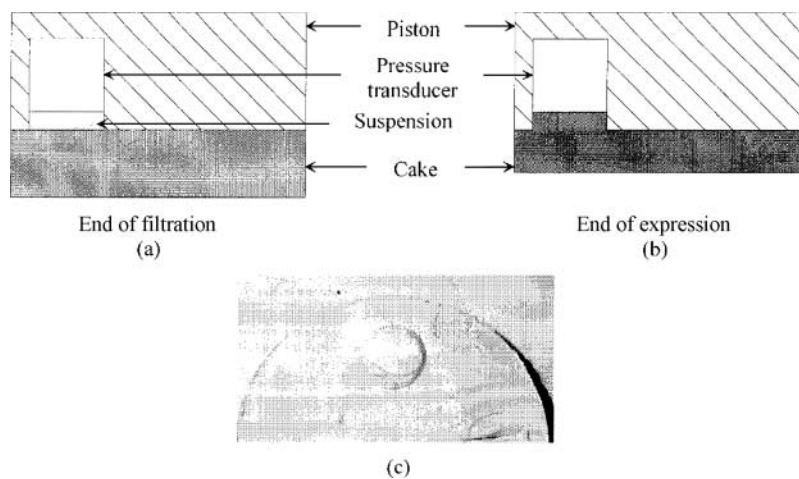 (a)
(b)
Piston
Pressure
transducer
Suspension
Cake
End of filtration
(a)
End of expression
(b)
(c)